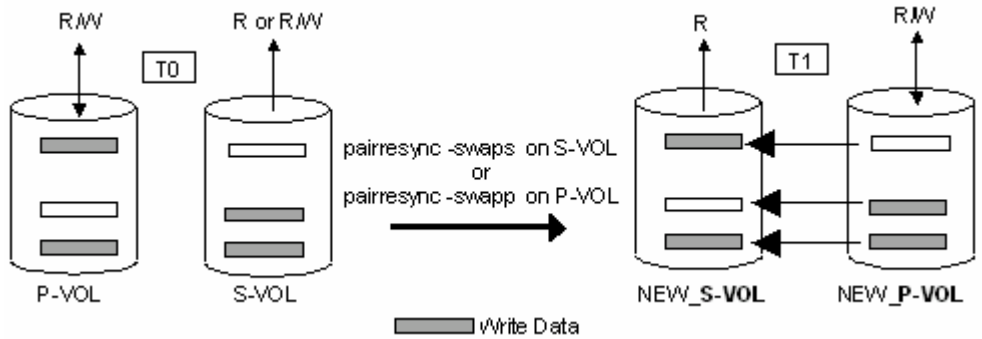 R/W
T0
R or R/W
R
T1
R/W
pairresync -swaps on S-VOL
or
pairresync -swapp on P-VOL
P-VOL
S-VOL
NEW_S-VOL
NEW_P-VOL
Write Data